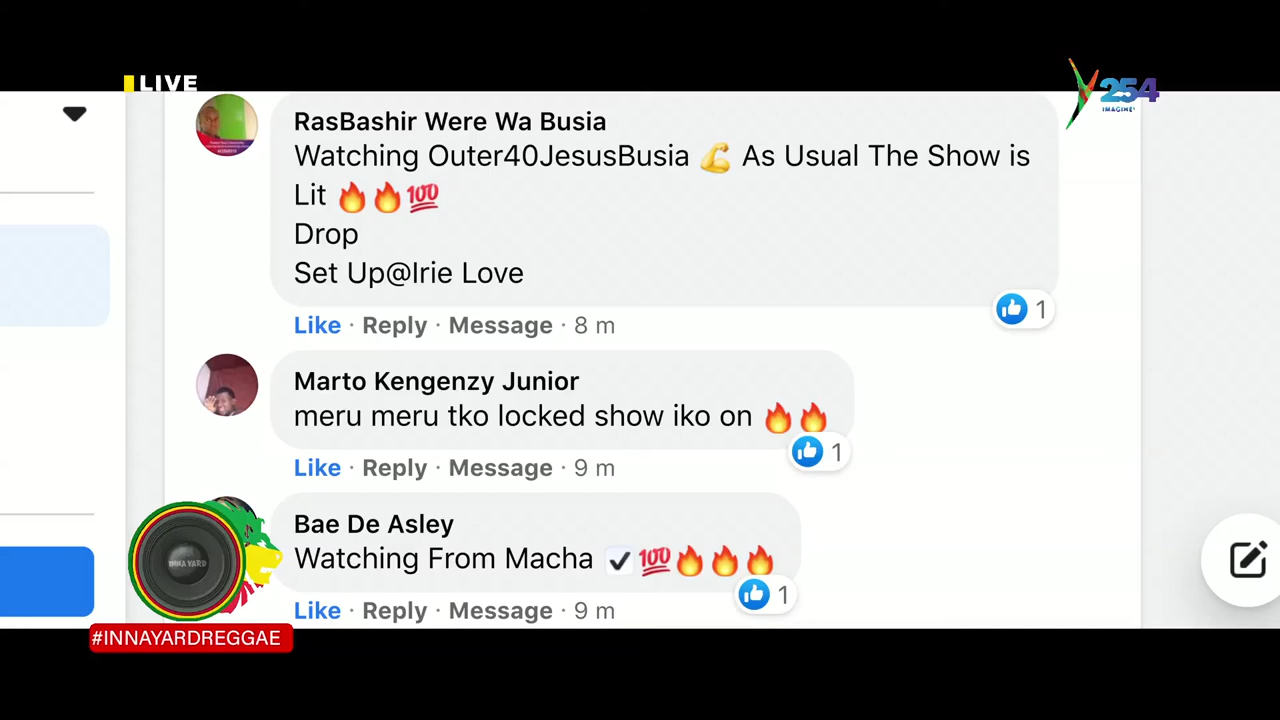 LIVE
254
IMAGINE!
RasBashir Were Wa Busia
Watching Outer40JesusBusia 💪 As Usual The Show is
Lit 🔥🔥💯
Drop
Set Up@Irie Love
Like · Reply · Message · 8 m
1
Marto Kengenzy Junior
meru meru tko locked show iko on 🔥🔥
1
Like · Reply · Message · 9 m
Bae De Asley
Watching From Macha ✔💯🔥🔥🔥
1
Like · Reply · Message · 9 m
INNA YARD
#INNAYARDREGGAE